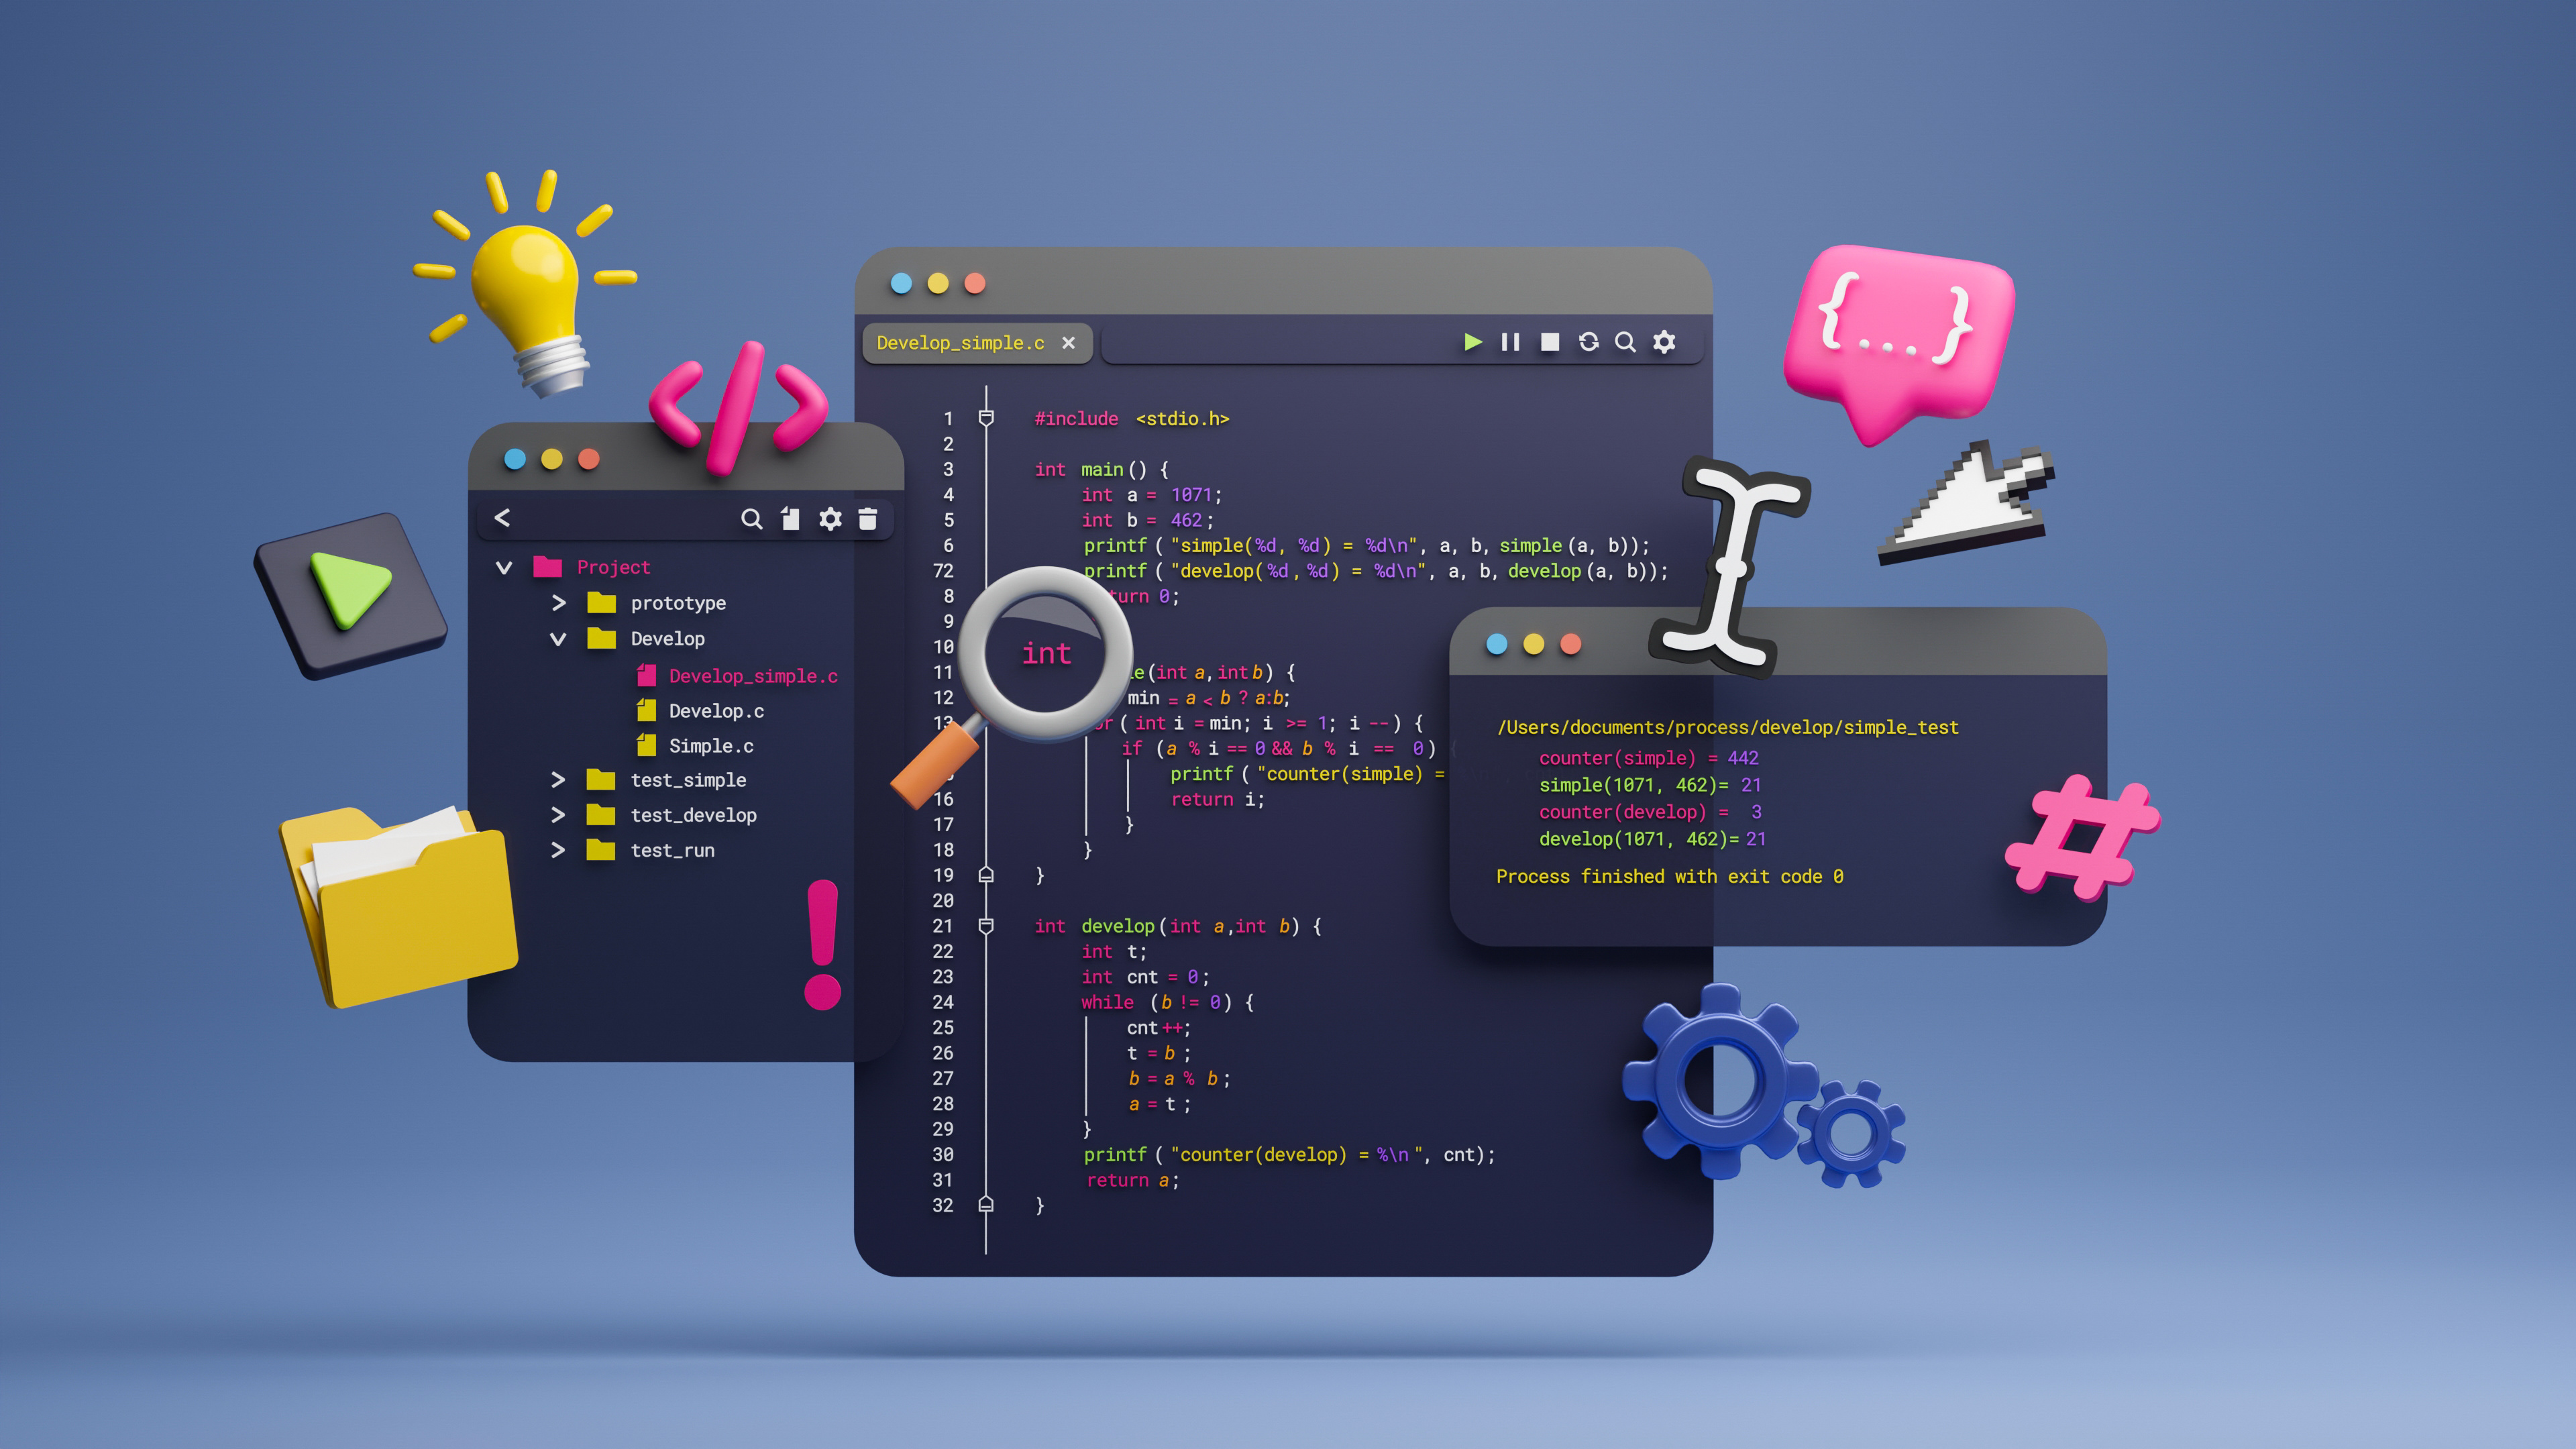 </>
{...}
Develop_simple.c
Project
prototype
Develop
Develop_simple.c
Develop.c
Simple.c
test_simple
test_develop
test_run
!
1 #include <stdio.h>
2
3 int main() {
4 int a = 1071;
5 int b = 462;
6 printf ( "simple(%d, %d) = %d\n", a, b, simple (a, b));
72 printf ( "develop(%d, %d) = %d\n", a, b, develop (a, b));
8 0;
9
10 int
11 (int a, int b) {
12 min = a < b ? a:b;
13 ( int i = min; i >= 1; i --) {
if (a % i == 0 && b % i == 0)
printf ( "counter(simple) =
16 return i;
17 }
18 }
19 }
20
21 int develop (int a, int b) {
22 int t;
23 int cnt = 0;
24 while (b != 0) {
25 cnt ++;
26 t = b ;
27 b = a % b ;
28 a = t ;
29 }
30 printf ( "counter(develop) = %\n ", cnt);
31 return a;
32 }
/Users/documents/process/develop/simple_test
counter(simple) = 442
simple(1071, 462)= 21
counter(develop) = 3
develop(1071, 462)= 21
Process finished with exit code 0
#